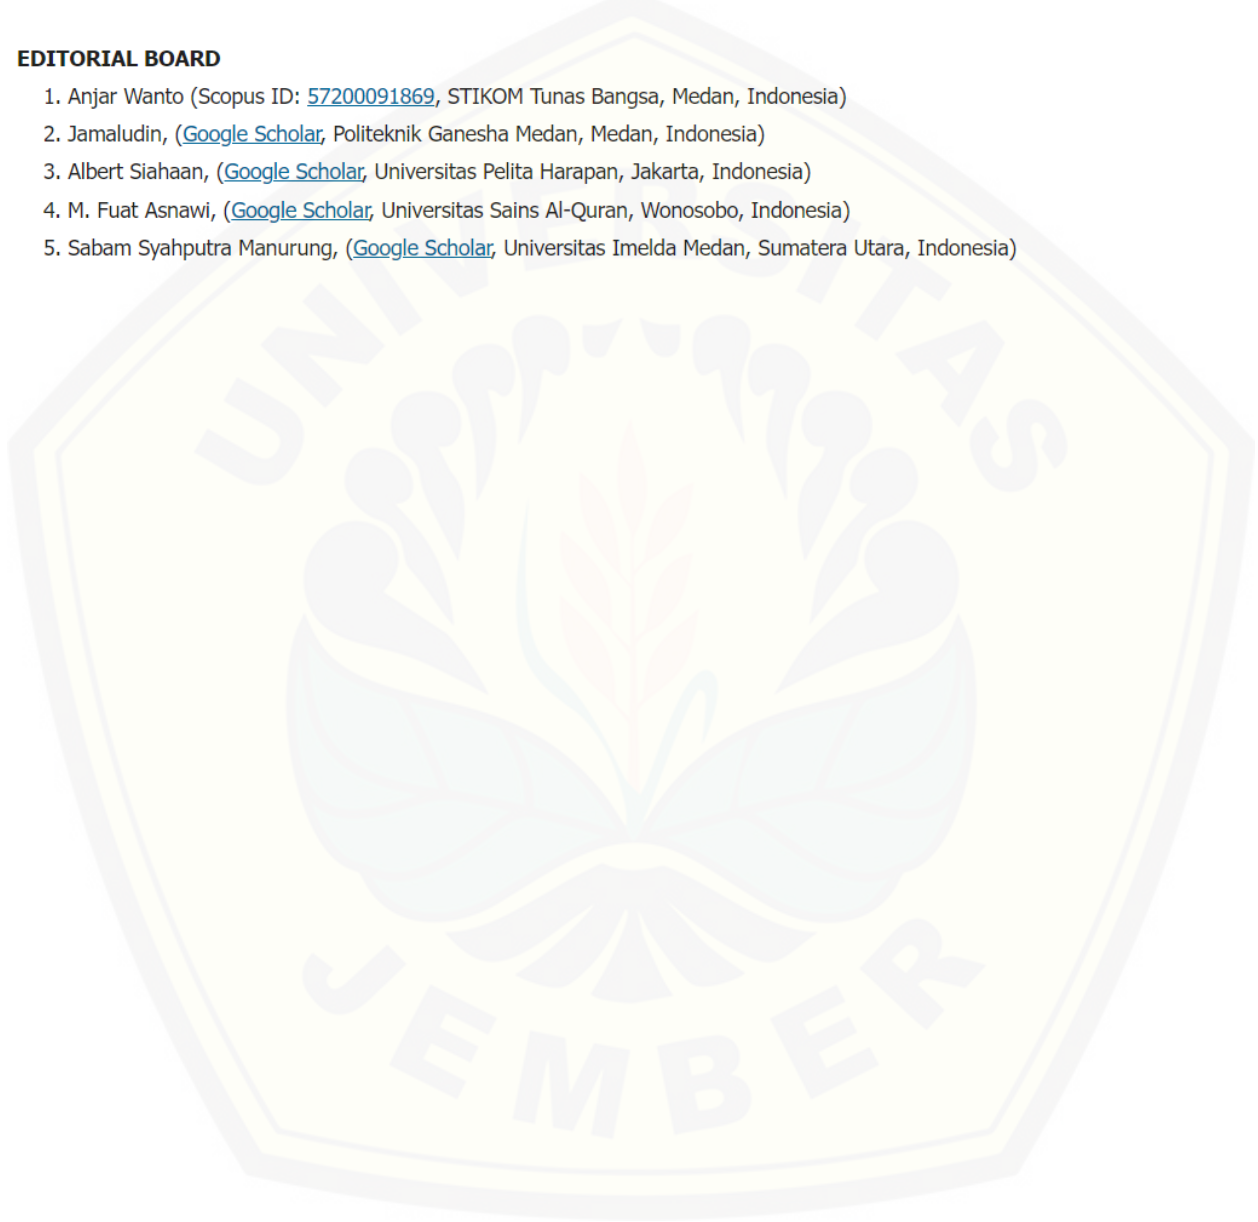 EDITORIAL BOARD
1. Anjar Wanto (Scopus ID: 57200091869, STIKOM Tunas Bangsa, Medan, Indonesia)
2. Jamaludin, (Google Scholar, Politeknik Ganesha Medan, Medan, Indonesia)
3. Albert Siahaan, (Google Scholar, Universitas Pelita Harapan, Jakarta, Indonesia)
4. M. Fuat Asnawi, (Google Scholar, Universitas Sains Al-Quran, Wonosobo, Indonesia)
5. Sabam Syahputra Manurung, (Google Scholar, Universitas Imelda Medan, Sumatera Utara, Indonesia)
UNIVERSITAS
JEMBER